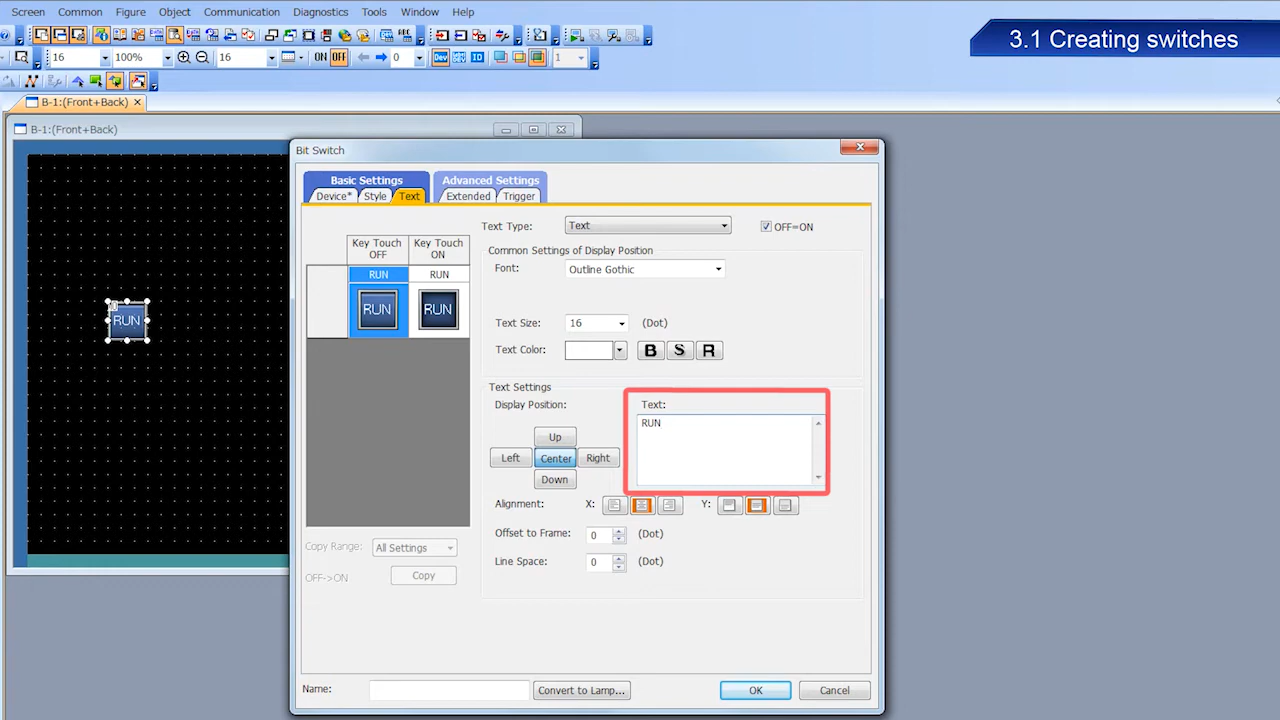 Screen Common Figure Object Communication Diagnostics Tools Window Help
3.1 Creating switches
16 100% 16 ON OFF 0 Dev ID 1
B-1:(Front+Back)
B-1:(Front+Back)
Bit Switch
Basic Settings Advanced Settings
Device* Style Text Extended Trigger
Text Type: Text OFF=ON
Key Touch OFF Key Touch ON
Common Settings of Display Position
Font: Outline Gothic
RUN RUN
RUN RUN
RUN
Text Size: 16 (Dot)
Text Color: B S R
Text Settings
Display Position: Text:
RUN
Up
Left Center Right
Down
Alignment: X: Y:
Offset to Frame: 0 (Dot)
Copy Range: All Settings
Line Space: 0 (Dot)
OFF->ON Copy
Name: Convert to Lamp... OK Cancel